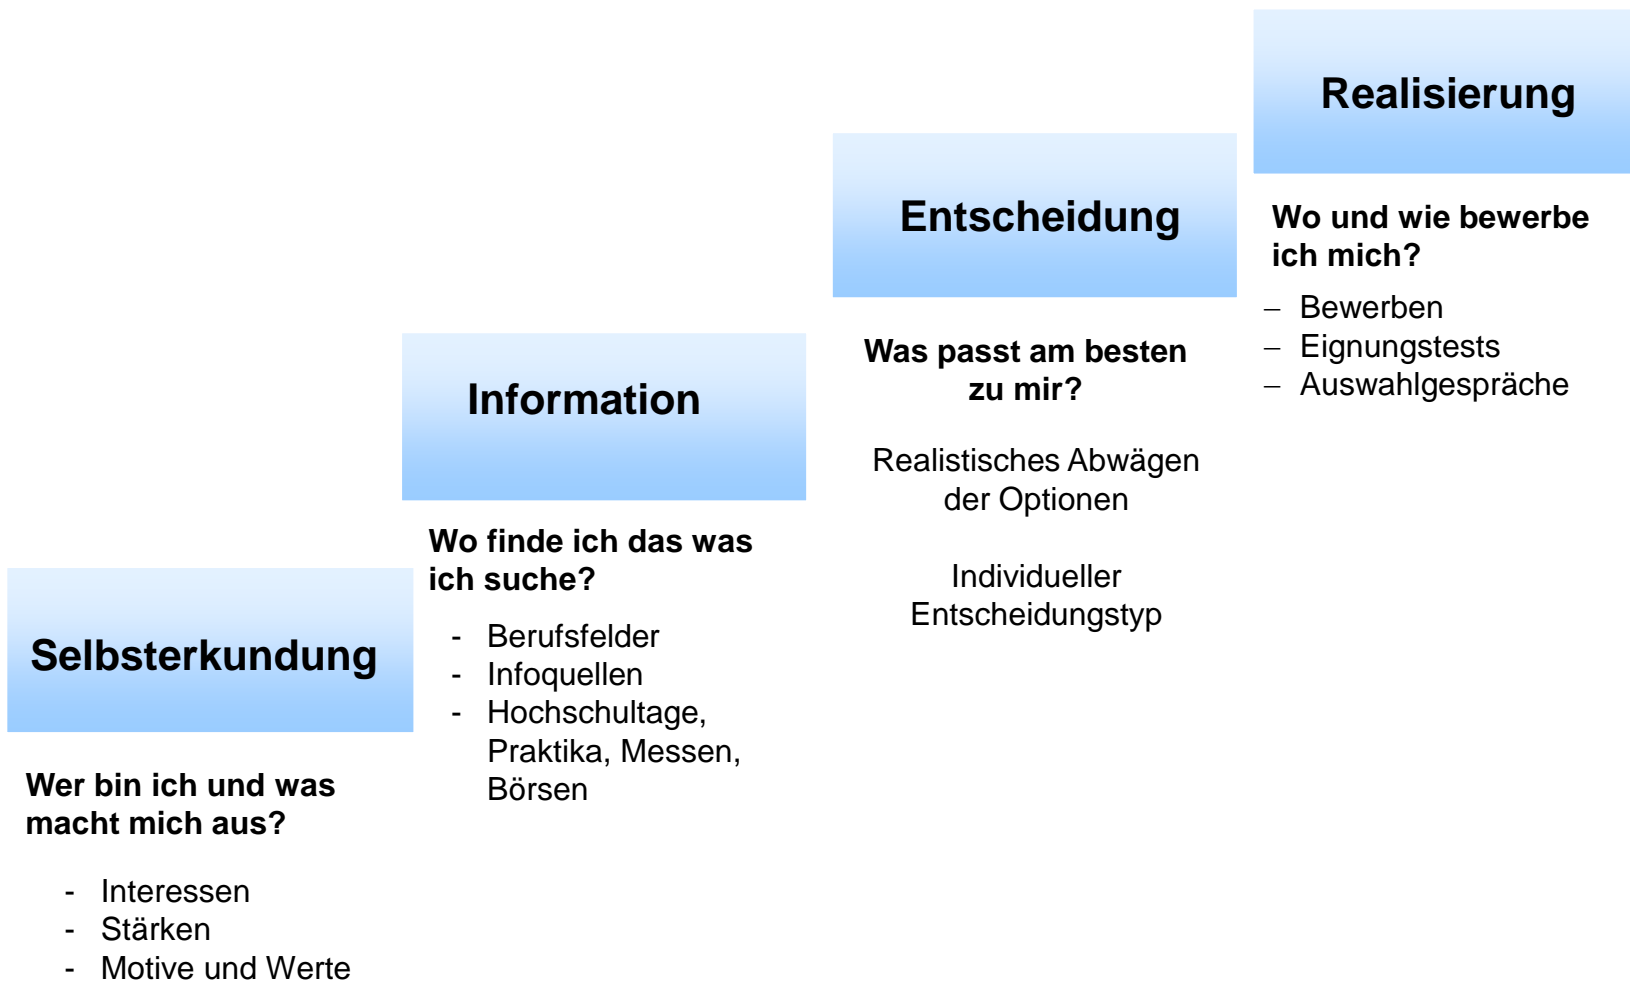 Selbsterkundung
Wer bin ich und was
macht mich aus?
- Interessen
- Stärken
- Motive und Werte
Information
Wo finde ich das was
ich suche?
- Berufsfelder
- Infoquellen
- Hochschultage,
Praktika, Messen,
Börsen
Entscheidung
Was passt am besten
zu mir?
Realistisches Abwägen
der Optionen
Individueller
Entscheidungstyp
Realisierung
Wo und wie bewerbe
ich mich?
– Bewerben
– Eignungstests
– Auswahlgespräche